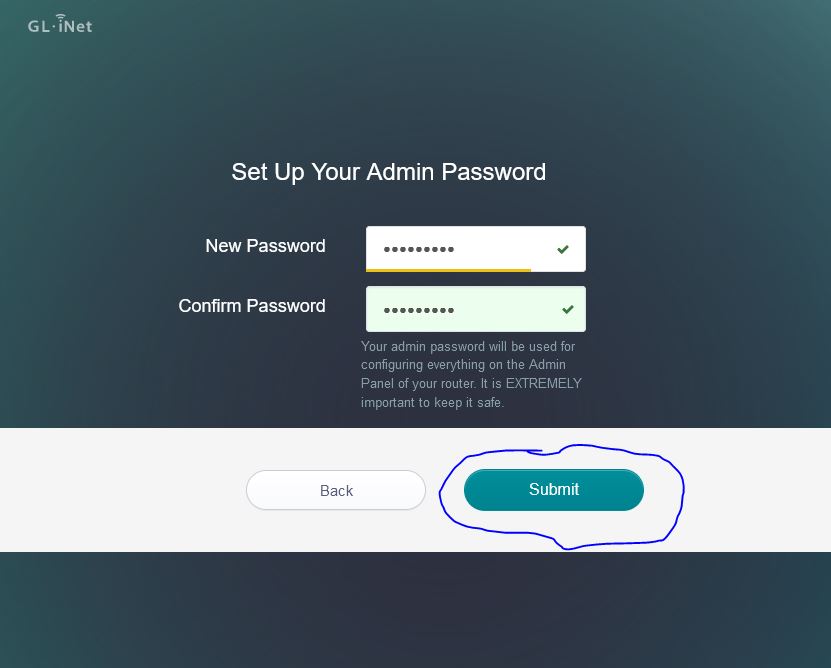 GL·iNet
Set Up Your Admin Password
New Password
•••••••••
Confirm Password
•••••••••
Your admin password will be used for
configuring everything on the Admin
Panel of your router. It is EXTREMELY
important to keep it safe.
Back
Submit